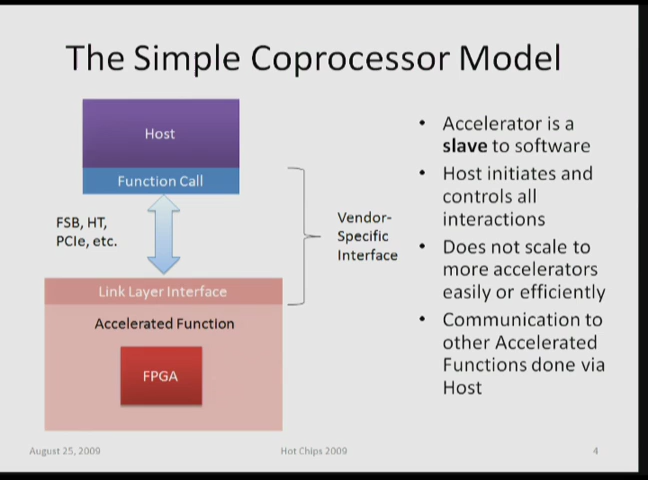 The Simple Coprocessor Model
Host
Function Call
FSB, HT,
PCIe, etc.
Link Layer Interface
Accelerated Function
FPGA
Vendor-
Specific
Interface
• Accelerator is a
slave to software
• Host initiates and
controls all
interactions
• Does not scale to
more accelerators
easily or efficiently
• Communication to
other Accelerated
Functions done via
Host
August 25, 2009
Hot Chips 2009
4